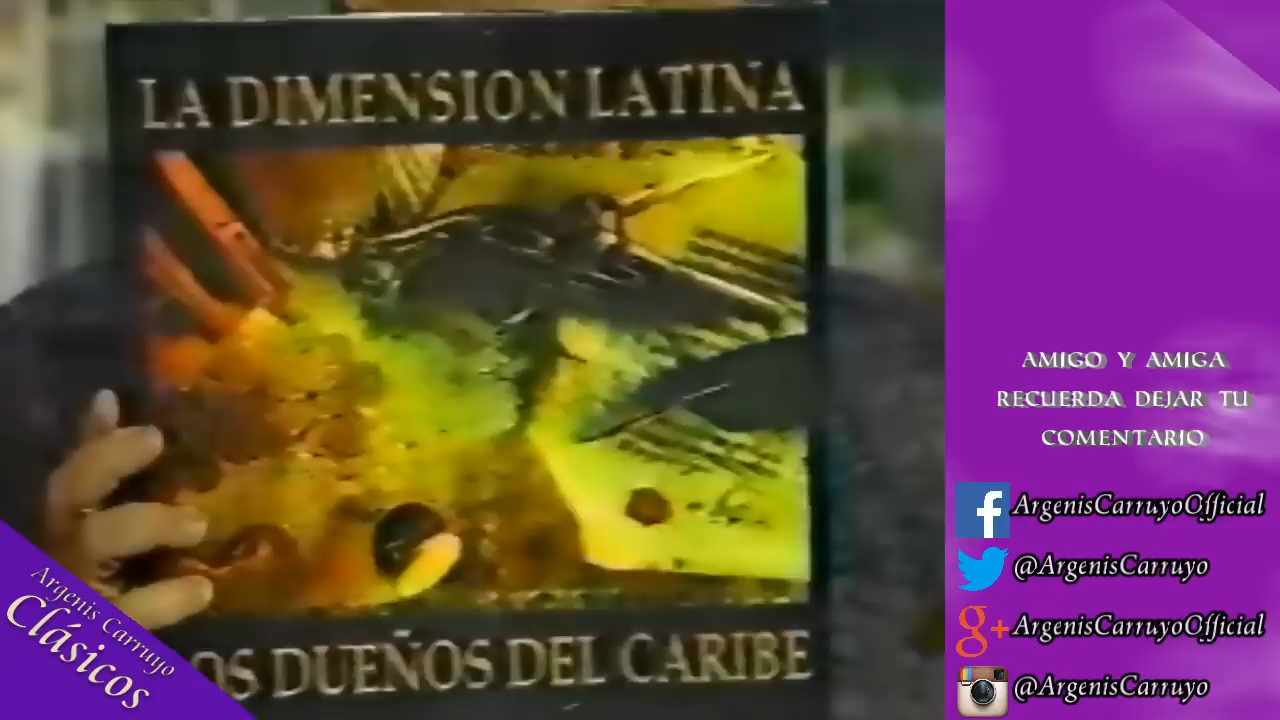 LA DIMENSION LATINA
OS DUEÑOS DEL CARIBE
Argenis Carruyo
Clásicos
AMIGO Y AMIGA
RECUERDA DEJAR TU
COMENTARIO
ArgenisCarruyoOfficial
@ArgenisCarruyo
ArgenisCarruyoOfficial
@ArgenisCarruyo